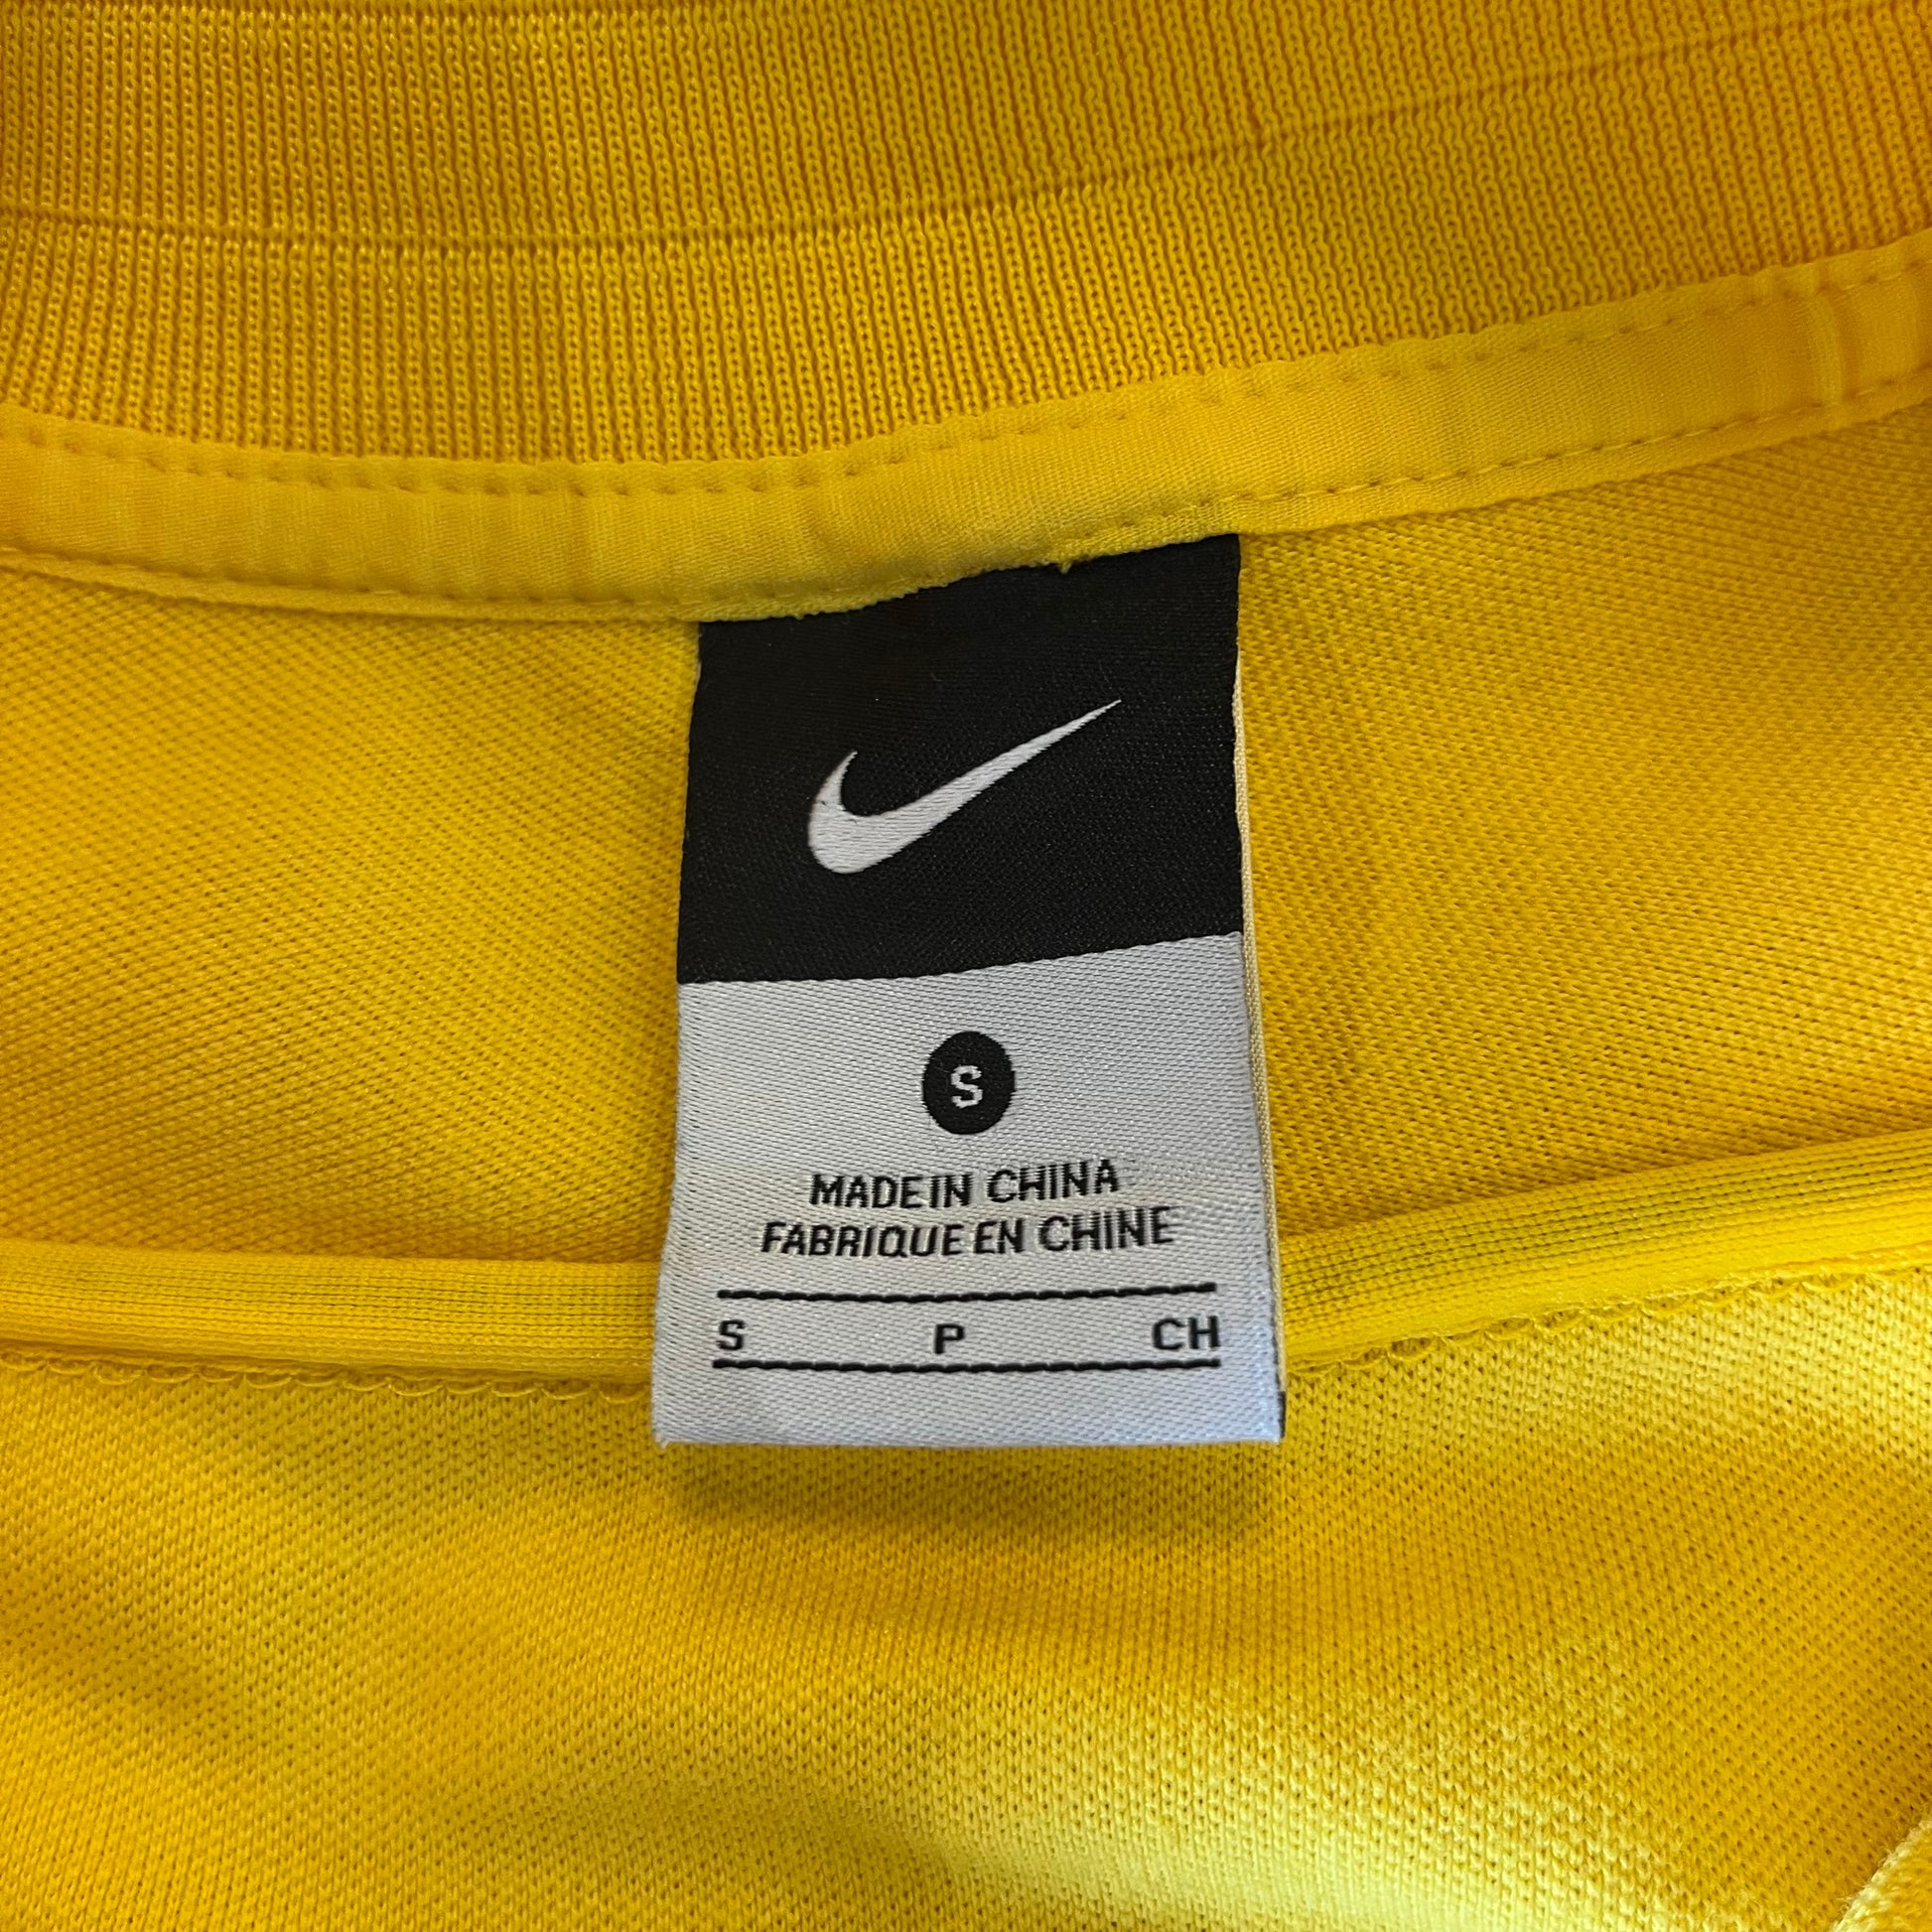 S
MADE IN CHINA
FABRIQUE EN CHINE
S P CH